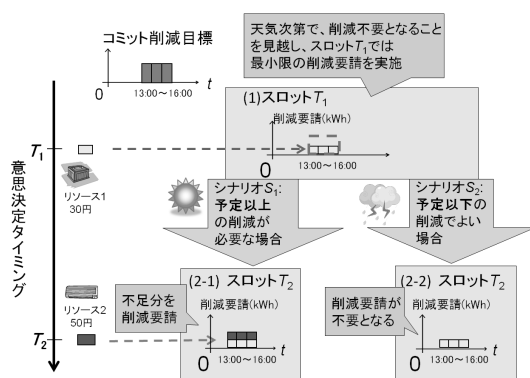 コミット削減目標
0
t
13:00～16:00
天気次第で、削減不要となること
を見越し、スロットT₁では
最小限の削減要請を実施
(1)スロットT₁
削減要請(kWh)
0
t
13:00～16:00
意思決定タイミング
T₁
リソース1
30円
シナリオS₁:
予定以上
の削減が
必要な場合
シナリオS₂:
予定以下の
削減でよい
場合
リソース2
50円
T₂
不足分を
削減要請
(2-1) スロットT₂
削減要請(kWh)
0
t
13:00～16:00
削減要請が
不要となる
(2-2) スロットT₂
削減要請(kWh)
0
t
13:00～16:00